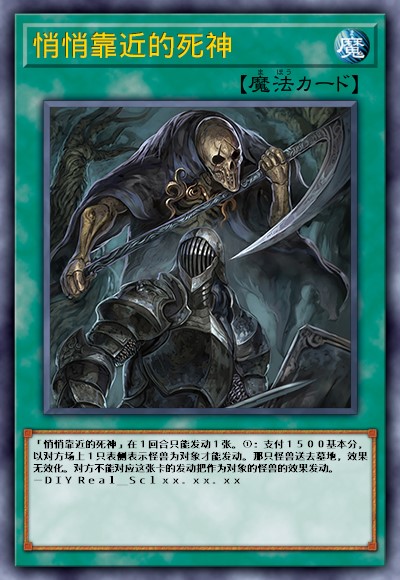 悄悄靠近的死神
魔
【魔法カード】
まほう
「悄悄靠近的死神」在１回合只能发动１张。①：支付１５００基本分，
以对方场上１只表侧表示怪兽为对象才能发动。那只怪兽送去墓地，效果
无效化。对方不能对应这张卡的发动把作为对象的怪兽的效果发动。
－ＤＩＹ Ｒｅａｌ＿Ｓｃｌ ｘｘ．ｘｘ．ｘｘ